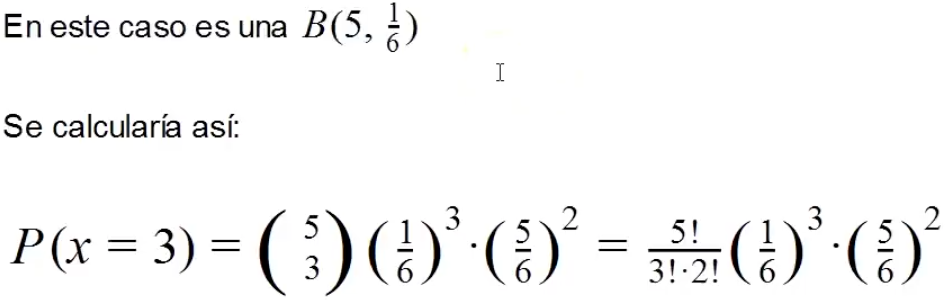 En este caso es una B(5, 1/6)
Se calcularía así:
P(x = 3) = (5 3) (1/6)^3 · (5/6)^2 = 5!/(3!·2!) (1/6)^3 · (5/6)^2